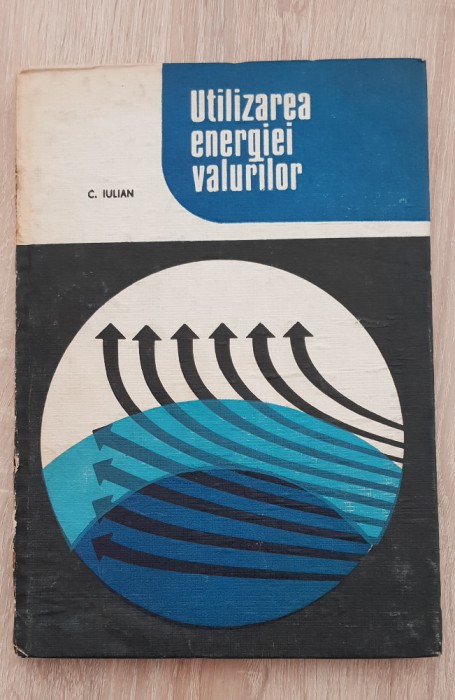 Utilizarea
energiei
valurilor
C. IULIAN